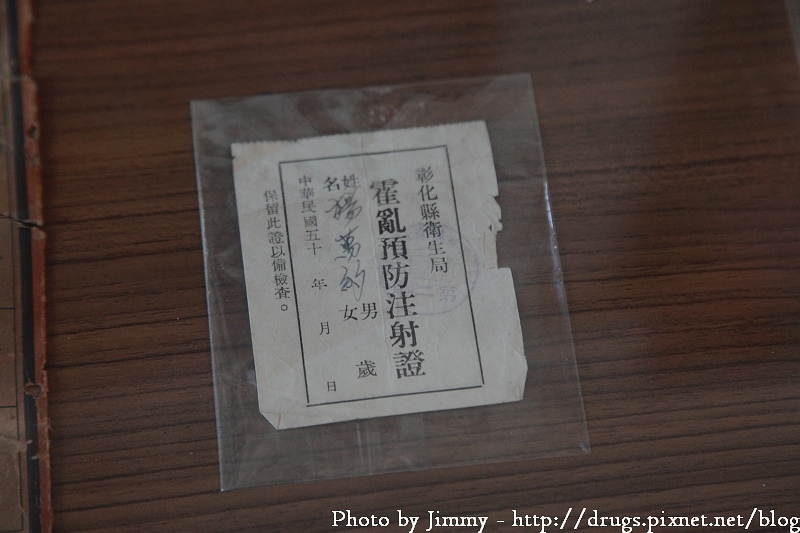 彰化縣衛生局
霍亂預防注射證
姓名 楊萬 男女 歲
中華民國五十 年 月 日
保留此證以備檢查。
Photo by Jimmy - http://drugs.pixnet.net/blog